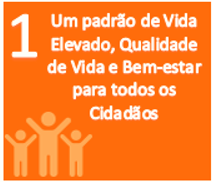 1 Um padrão de Vida
Elevado, Qualidade
de Vida e Bem-estar
para todos os
Cidadãos